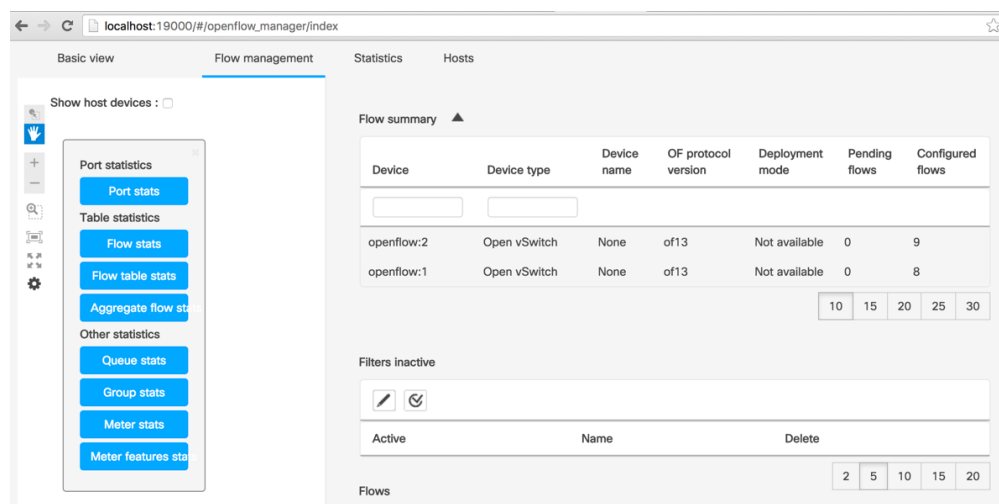 localhost:19000/#/openflow_manager/index
Basic view Flow management Statistics Hosts
Show host devices :
Port statistics
Port stats
Table statistics
Flow stats
Flow table stats
Aggregate flow stats
Other statistics
Queue stats
Group stats
Meter stats
Meter features stats
Flow summary
Device Device type Device name OF protocol version Deployment mode Pending flows Configured flows
openflow:2 Open vSwitch None of13 Not available 0 9
openflow:1 Open vSwitch None of13 Not available 0 8
10 15 20 25 30
Filters inactive
Active Name Delete
2 5 10 15 20
Flows